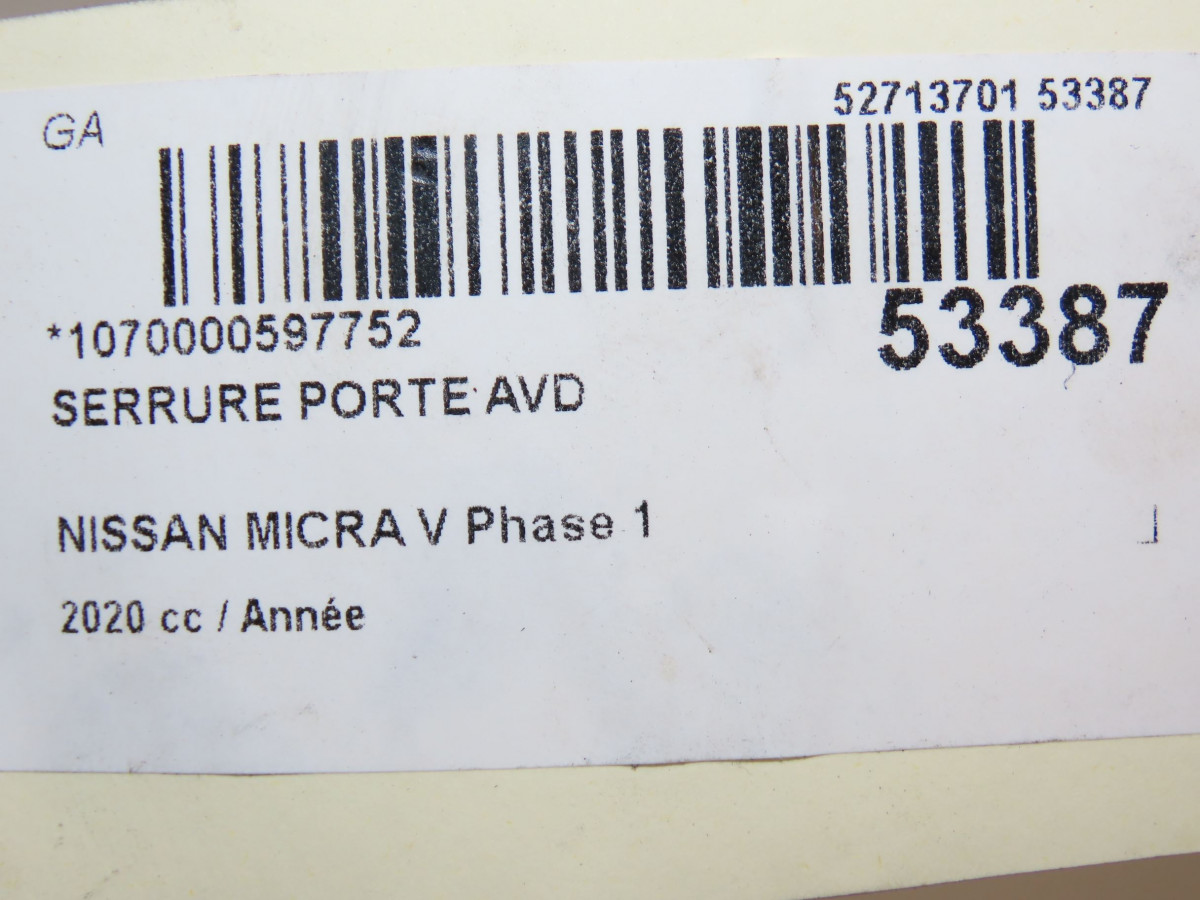 GA
52713701 53387
*1070000597752
53387
SERRURE PORTE AVD
NISSAN MICRA V Phase 1
2020 cc / Année